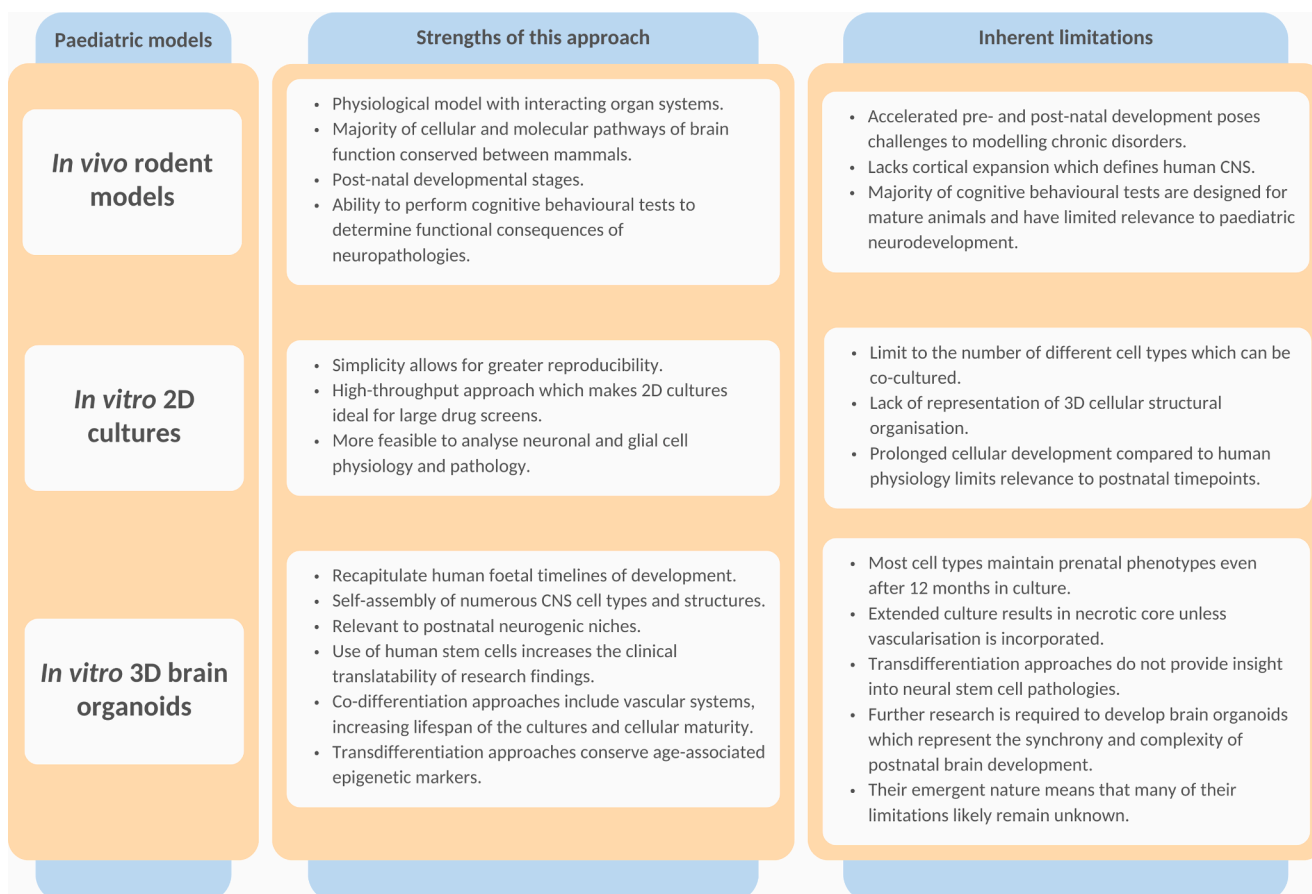 Paediatric models
Strengths of this approach
Inherent limitations
In vivo rodent
models
• Physiological model with interacting organ systems.
• Majority of cellular and molecular pathways of brain
function conserved between mammals.
• Post-natal developmental stages.
• Ability to perform cognitive behavioural tests to
determine functional consequences of
neuropathologies.
• Accelerated pre- and post-natal development poses
challenges to modelling chronic disorders.
• Lacks cortical expansion which defines human CNS.
• Majority of cognitive behavioural tests are designed for
mature animals and have limited relevance to paediatric
neurodevelopment.
In vitro 2D
cultures
• Simplicity allows for greater reproducibility.
• High-throughput approach which makes 2D cultures
ideal for large drug screens.
• More feasible to analyse neuronal and glial cell
physiology and pathology.
• Limit to the number of different cell types which can be
co-cultured.
• Lack of representation of 3D cellular structural
organisation.
• Prolonged cellular development compared to human
physiology limits relevance to postnatal timepoints.
In vitro 3D brain
organoids
• Recapitulate human foetal timelines of development.
• Self-assembly of numerous CNS cell types and structures.
• Relevant to postnatal neurogenic niches.
• Use of human stem cells increases the clinical
translatability of research findings.
• Co-differentiation approaches include vascular systems,
increasing lifespan of the cultures and cellular maturity.
• Transdifferentiation approaches conserve age-associated
epigenetic markers.
• Most cell types maintain prenatal phenotypes even
after 12 months in culture.
• Extended culture results in necrotic core unless
vascularisation is incorporated.
• Transdifferentiation approaches do not provide insight
into neural stem cell pathologies.
• Further research is required to develop brain organoids
which represent the synchrony and complexity of
postnatal brain development.
• Their emergent nature means that many of their
limitations likely remain unknown.